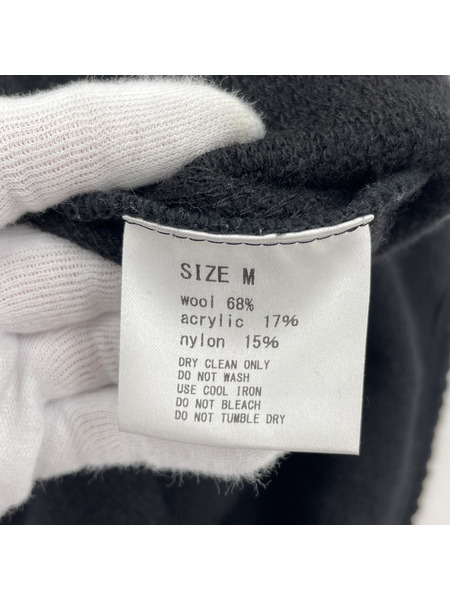 SIZE M
wool 68%
acrylic 17%
nylon 15%
DRY CLEAN ONLY
DO NOT WASH
USE COOL IRON
DO NOT BLEACH
DO NOT TUMBLE DRY